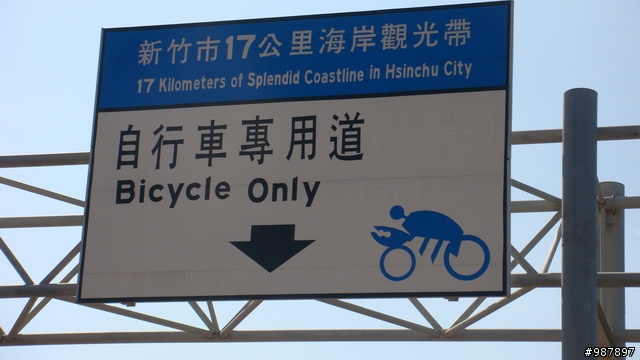 新竹市17公里海岸觀光帶
17 Kilometers of Splendid Coastline in Hsinchu City
自行車專用道
Bicycle Only
#987897